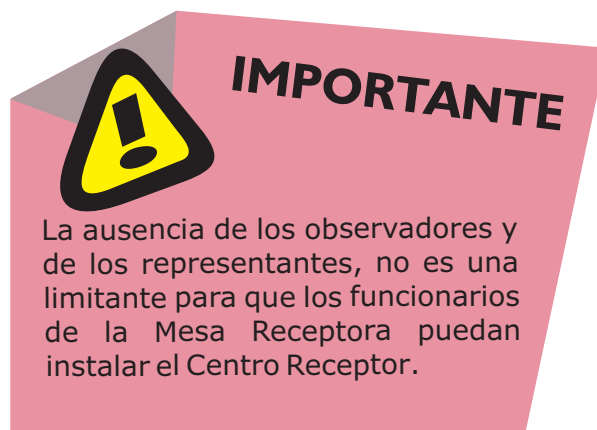 IMPORTANTE
La ausencia de los observadores y
de los representantes, no es una
limitante para que los funcionarios
de la Mesa Receptora puedan
instalar el Centro Receptor.